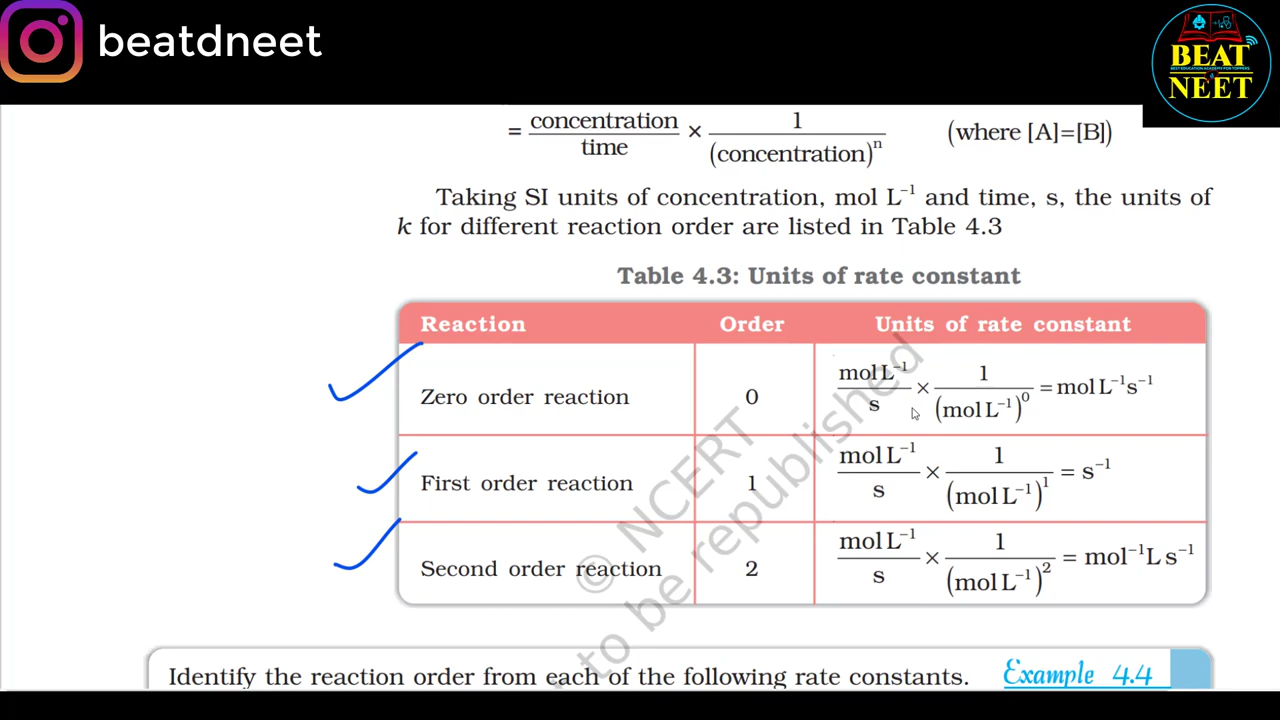 beatdneet
BEAT
BEST EDUCATION ACADEMY FOR TOPPERS
NEET
= concentration/time × 1/(concentration)ⁿ (where [A]=[B])
Taking SI units of concentration, mol L⁻¹ and time, s, the units of
k for different reaction order are listed in Table 4.3
Table 4.3: Units of rate constant
Reaction Order Units of rate constant
Zero order reaction 0 mol L⁻¹/s × 1/(mol L⁻¹)⁰ = mol L⁻¹s⁻¹
First order reaction 1 mol L⁻¹/s × 1/(mol L⁻¹)¹ = s⁻¹
Second order reaction 2 mol L⁻¹/s × 1/(mol L⁻¹)² = mol⁻¹L s⁻¹
© NCERT
to be republished
Identify the reaction order from each of the following rate constants. Example 4.4